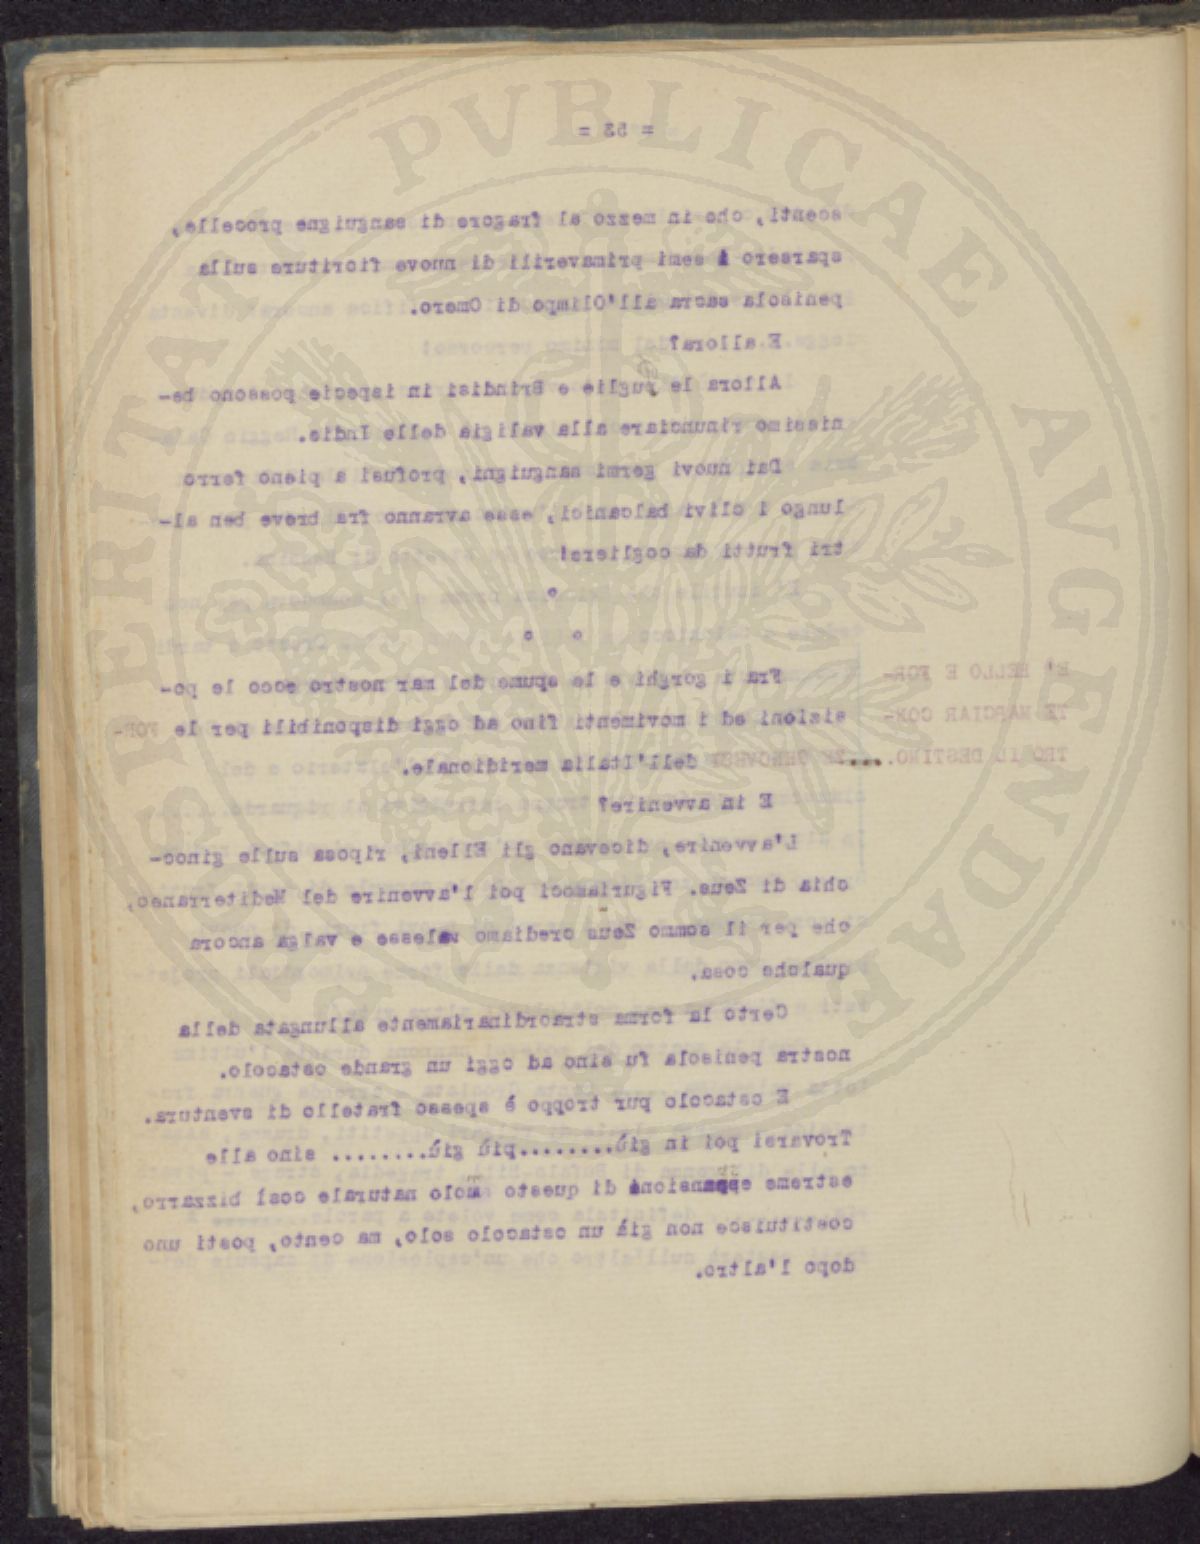 = 53 =
scenti, che in mezzo al fragore di sanguigne procelle,
sparsero i semi primaverili di nuove fioriture sulla
penisola sacra all'Olimpo di Omero.
E allora?
Allora le puglie e Brindisi in ispecie possono be-
nissimo rinunciare alla valigia delle Indie.
Dai nuovi germi sanguigni, profusi a pieno ferro
lungo i clivi balcanici, esse avranno fra breve ben al-
tri frutti da cogliere!
o
o o
E' BELLO E FOR-
TE MARCIAR CON-
TRO IL DESTINO....
Fra i gorghi e le spume del mar nostro ecco le po-
sizioni ed i movimenti fino ad oggi disponibili per le FOR-
ZE dell'Italia meridionale.
E in avvenire?
L'avvenire, dicevano gli Elleni, riposa sulle ginoc-
chia di Zeus. Figuriamoci poi l'avvenire del Mediterraneo,
che per il sommo Zeus crediamo valesse e valga ancora
qualche cosa.
Certo la forma straordinariamente allungata della
nostra penisola fu sino ad oggi un grande ostacolo.
E ostacolo pur troppo è spesso fratello di sventura.
Trovarsi poi in giù.........più giù........ sino alle
estreme di questo molo naturale così bizzarro,
costituisce non già un ostacolo solo, ma cento, posti uno
dopo l'altro.
PUBLICAE AVGENDAE PROSPERITATI